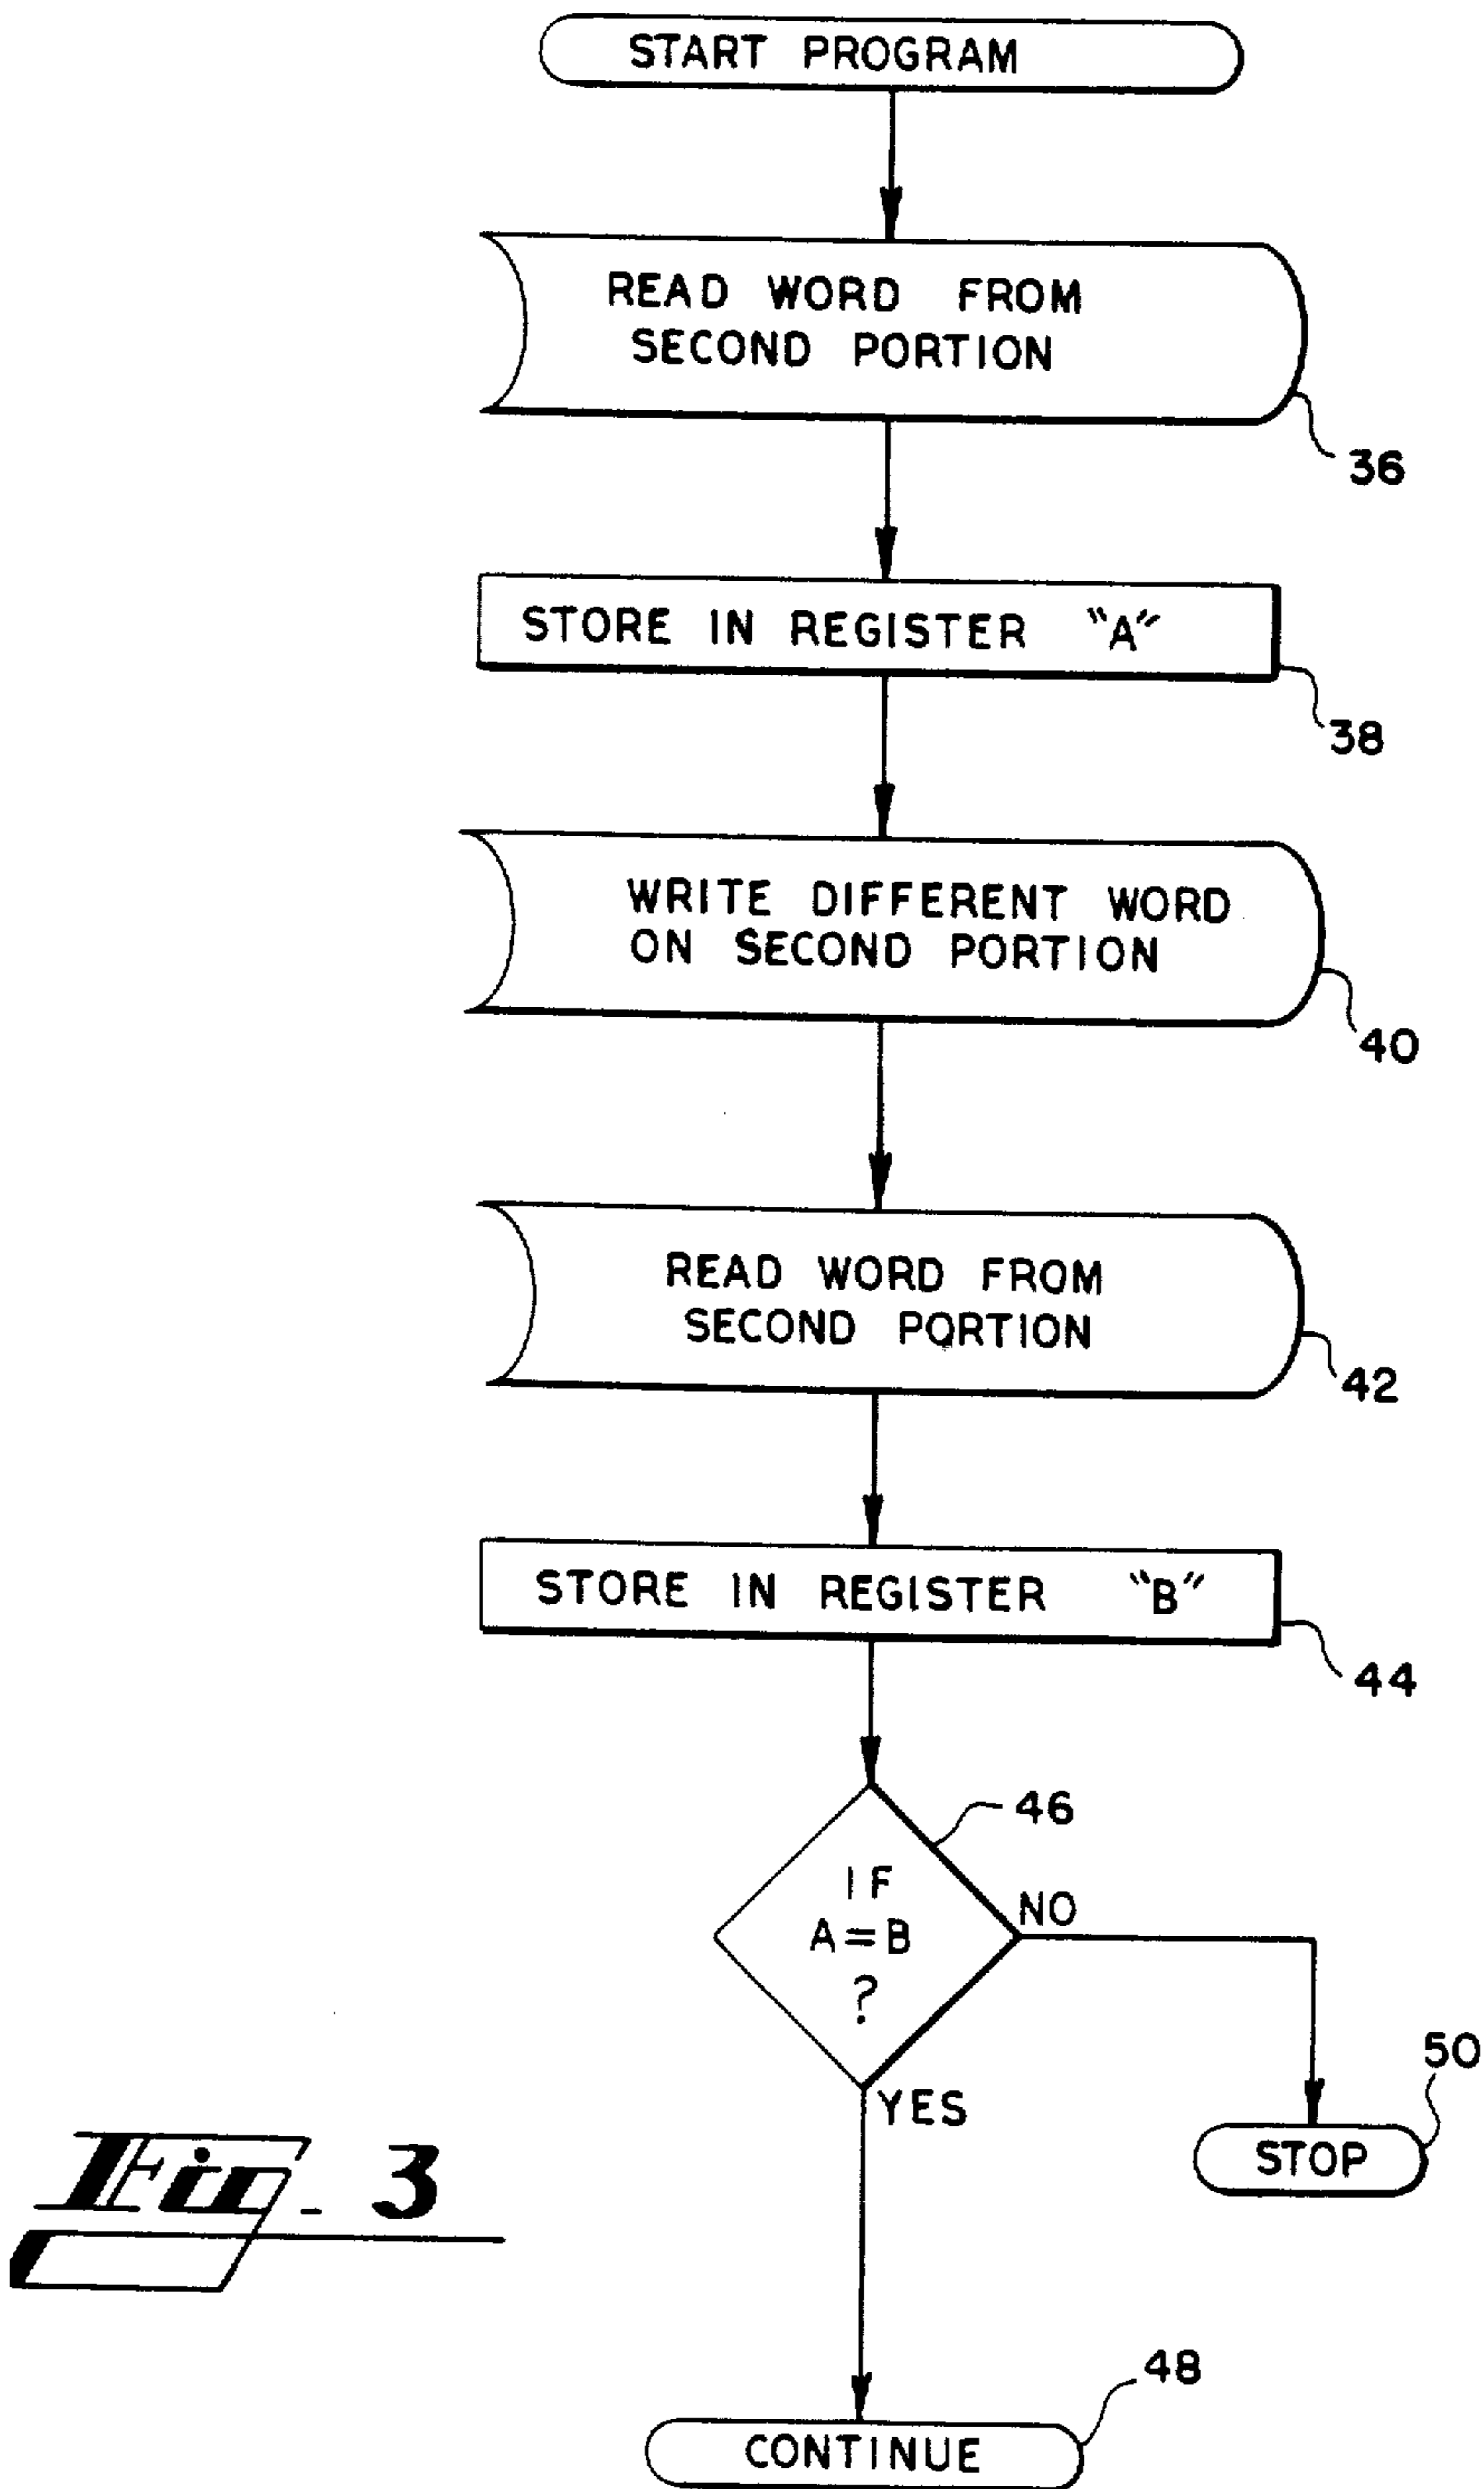 START PROGRAM
READ WORD FROM
SECOND PORTION
36
STORE IN REGISTER "A"
38
WRITE DIFFERENT WORD
ON SECOND PORTION
40
READ WORD FROM
SECOND PORTION
42
STORE IN REGISTER "B"
44
46
IF
A=B
?
NO
YES
50
STOP
Fig. 3
48
CONTINUE